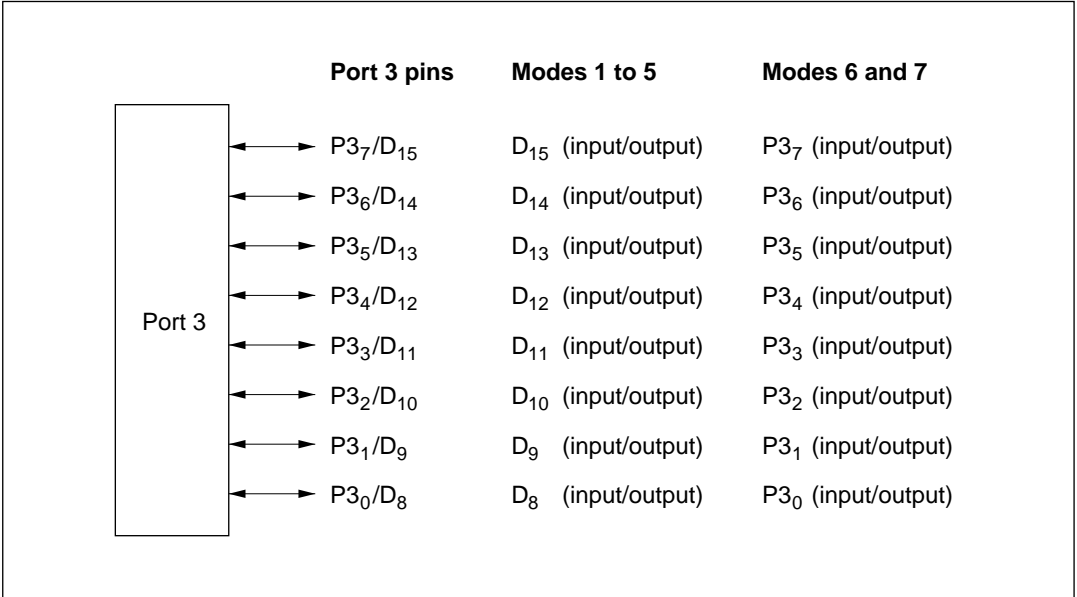 Port 3 pins Modes 1 to 5 Modes 6 and 7
P3₇/D₁₅ D₁₅ (input/output) P3₇ (input/output)
P3₆/D₁₄ D₁₄ (input/output) P3₆ (input/output)
P3₅/D₁₃ D₁₃ (input/output) P3₅ (input/output)
P3₄/D₁₂ D₁₂ (input/output) P3₄ (input/output)
Port 3
P3₃/D₁₁ D₁₁ (input/output) P3₃ (input/output)
P3₂/D₁₀ D₁₀ (input/output) P3₂ (input/output)
P3₁/D₉ D₉ (input/output) P3₁ (input/output)
P3₀/D₈ D₈ (input/output) P3₀ (input/output)